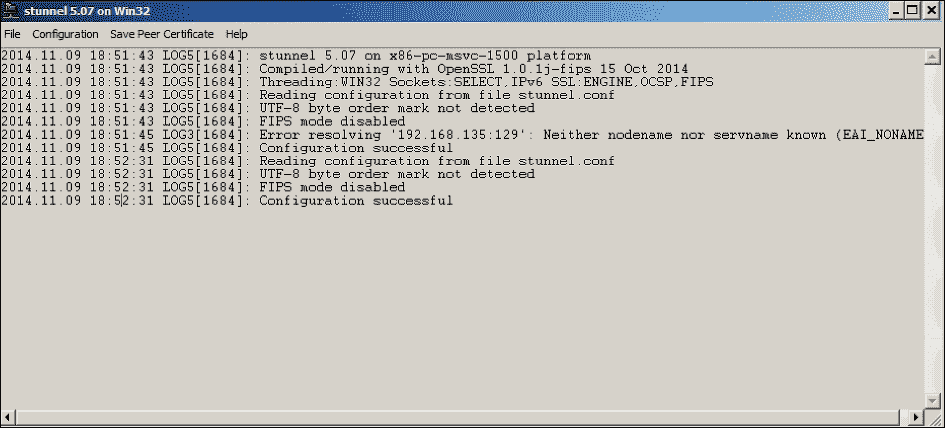 stunnel 5.07 on Win32
File Configuration Save Peer Certificate Help
2014.11.09 18:51:43 LOG5[1684]: stunnel 5.07 on x86-pc-msvc-1500 platform
2014.11.09 18:51:43 LOG5[1684]: Compiled/running with OpenSSL 1.0.1j-fips 15 Oct 2014
2014.11.09 18:51:43 LOG5[1684]: Threading:WIN32 Sockets:SELECT,IPv6 SSL:ENGINE,OCSP,FIPS
2014.11.09 18:51:43 LOG5[1684]: Reading configuration from file stunnel.conf
2014.11.09 18:51:43 LOG5[1684]: UTF-8 byte order mark not detected
2014.11.09 18:51:43 LOG5[1684]: FIPS mode disabled
2014.11.09 18:51:45 LOG3[1684]: Error resolving '192.168.135:129': Neither nodename nor servname known (EAI_NONAME
2014.11.09 18:51:45 LOG5[1684]: Configuration successful
2014.11.09 18:52:31 LOG5[1684]: Reading configuration from file stunnel.conf
2014.11.09 18:52:31 LOG5[1684]: UTF-8 byte order mark not detected
2014.11.09 18:52:31 LOG5[1684]: FIPS mode disabled
2014.11.09 18:52:31 LOG5[1684]: Configuration successful